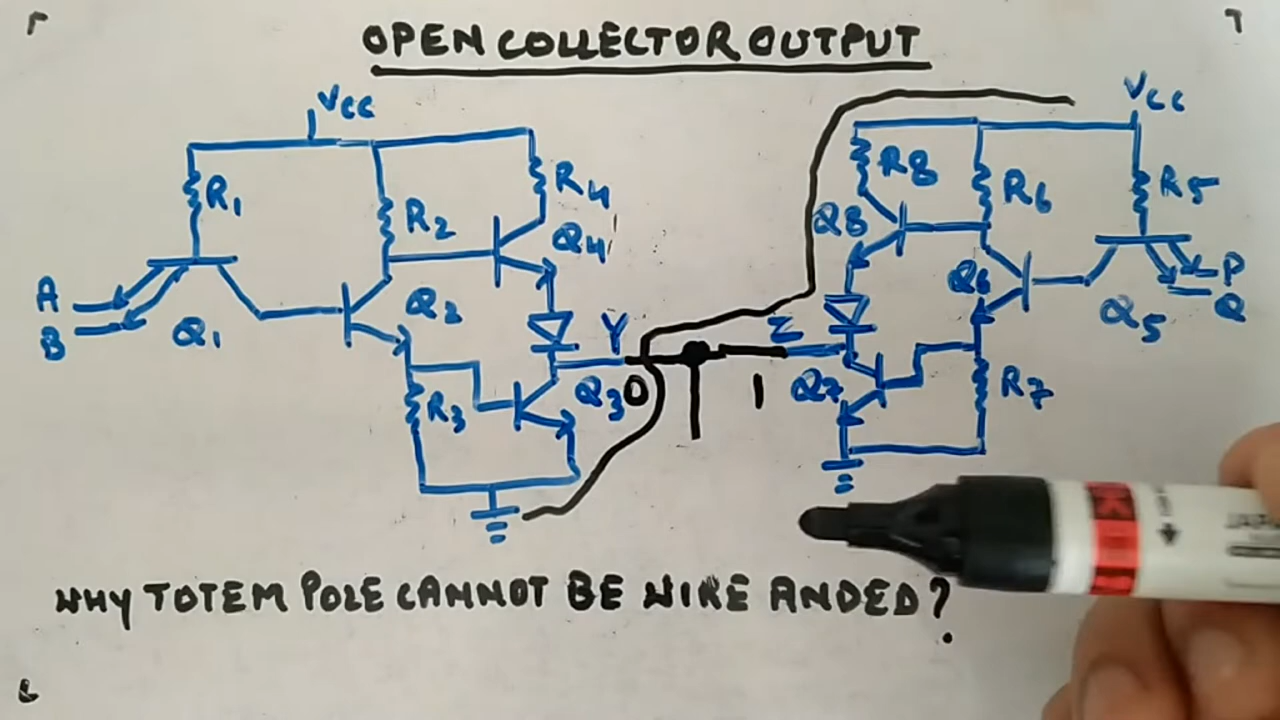 OPEN COLLECTOR OUTPUT
VCC
VCC
R1
R2
R4
R8
R6
R5
Q4
Q8
A
B
Q1
Q2
Q6
Q5
P
Q
Y
Z
R3
Q3
0
1
Q7
R7
WHY TOTEM POLE CANNOT BE WIRE ANDED?